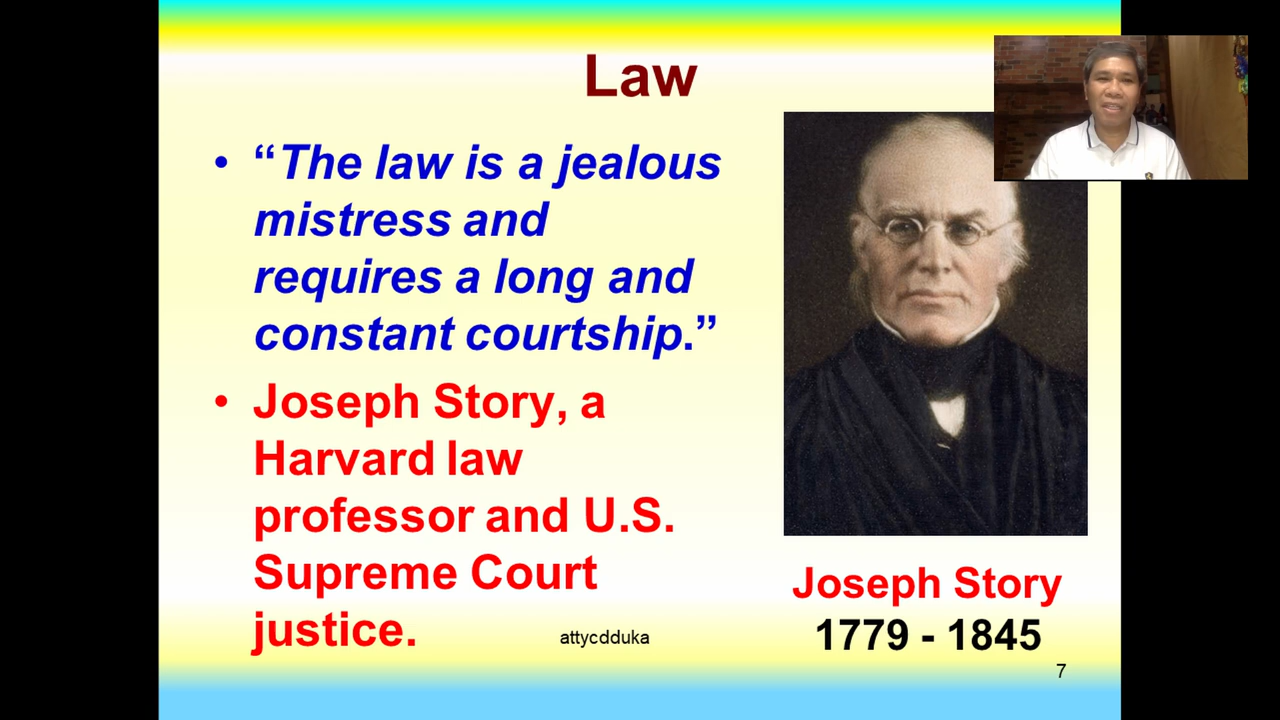 Law
• “The law is a jealous
mistress and
requires a long and
constant courtship.”
• Joseph Story, a
Harvard law
professor and U.S.
Supreme Court
justice.
attycdduka
Joseph Story
1779 - 1845
7